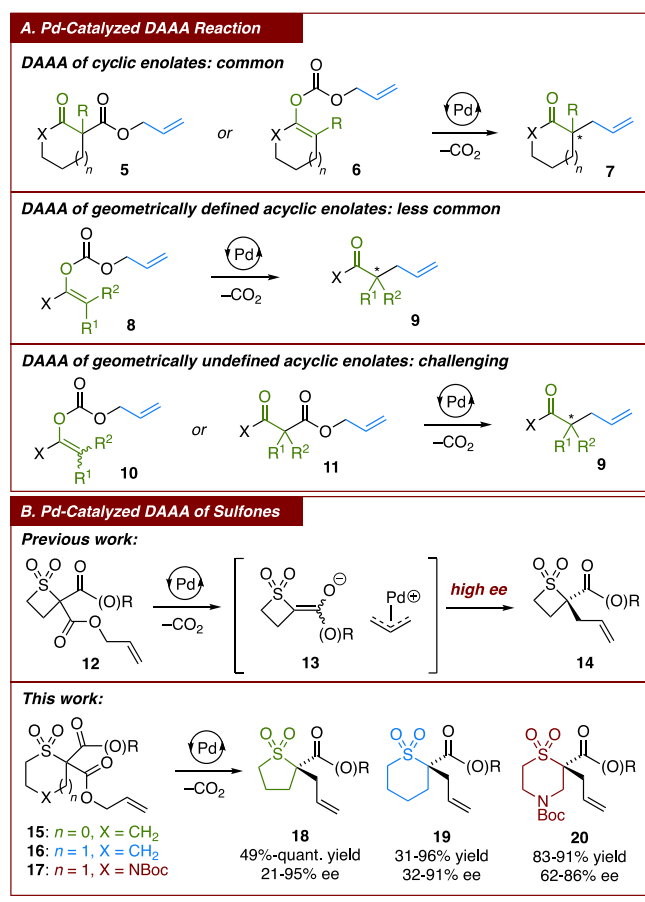 A. Pd-Catalyzed DAAA Reaction
DAAA of cyclic enolates: common
O R O X O ( )n 5
or
O O O X R ( )n 6
Pd
–CO2
O X R * ( )n 7
DAAA of geometrically defined acyclic enolates: less common
O O O X R2 R1 8
Pd
–CO2
O X * R1 R2 9
DAAA of geometrically undefined acyclic enolates: challenging
O O O X R2 R1 10
or
O O X O R1 R2 11
Pd
–CO2
O X * R1 R2 9
B. Pd-Catalyzed DAAA of Sulfones
Previous work:
O O S O (O)R O O 12
Pd
–CO2
O O S O⊖ (O)R 13
Pd⊕
high ee
O O S O (O)R 14
This work:
O O S O (O)R O O X ( )n
Pd
–CO2
O O S O (O)R
O O S O (O)R
O O S O (O)R N Boc
15: n = 0, X = CH2
16: n = 1, X = CH2
17: n = 1, X = NBoc
18
49%-quant. yield
21-95% ee
19
31-96% yield
32-91% ee
20
83-91% yield
62-86% ee